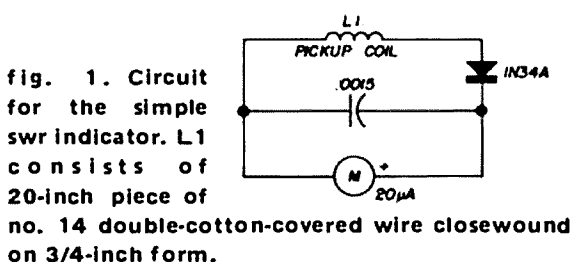 L1
PICKUP COIL
1N34A
.0015
M
+
20µA
fig. 1. Circuit
for the simple
swr indicator. L1
consists of
20-inch piece of
no. 14 double-cotton-covered wire closewound
on 3/4-inch form.